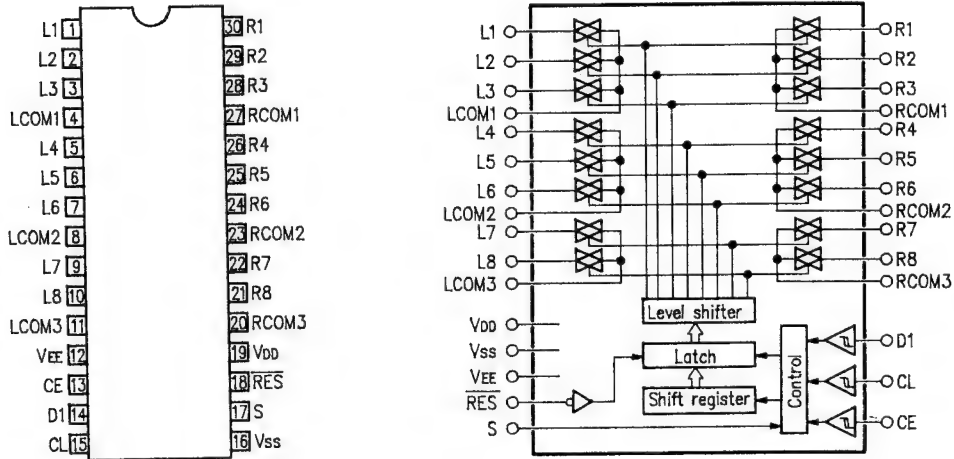 L1 1 30 R1
L2 2 29 R2
L3 3 28 R3
LCOM1 4 27 RCOM1
L4 5 26 R4
L5 6 25 R5
L6 7 24 R6
LCOM2 8 23 RCOM2
L7 9 22 R7
L8 10 21 R8
LCOM3 11 20 RCOM3
VEE 12 19 VDD
CE 13 18 RES
D1 14 17 S
CL 15 16 Vss
L1 R1
L2 R2
L3 R3
LCOM1 RCOM1
L4 R4
L5 R5
L6 R6
LCOM2 RCOM2
L7 R7
L8 R8
LCOM3 RCOM3
Level shifter
VDD
Vss Latch D1
VEE Control CL
RES Shift register
S CE